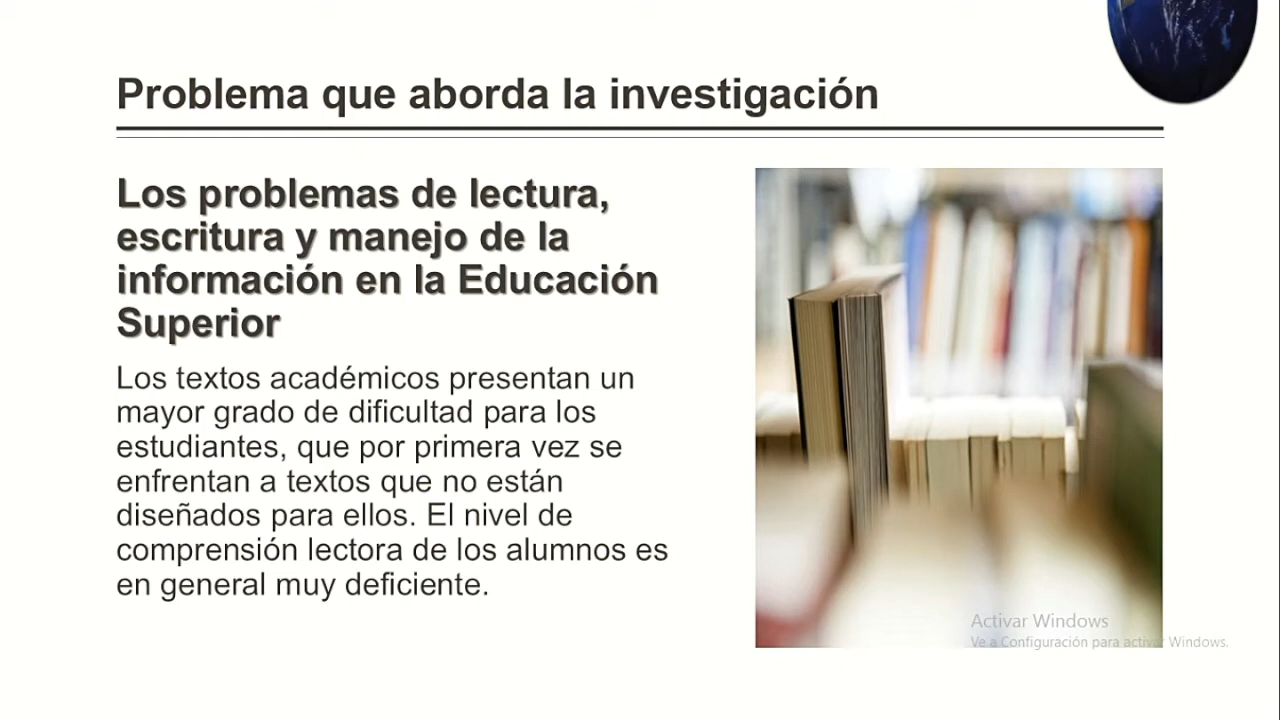 Problema que aborda la investigación
Los problemas de lectura,
escritura y manejo de la
información en la Educación
Superior
Los textos académicos presentan un
mayor grado de dificultad para los
estudiantes, que por primera vez se
enfrentan a textos que no están
diseñados para ellos. El nivel de
comprensión lectora de los alumnos es
en general muy deficiente.
Activar Windows
Ve a Configuración para activar Windows.